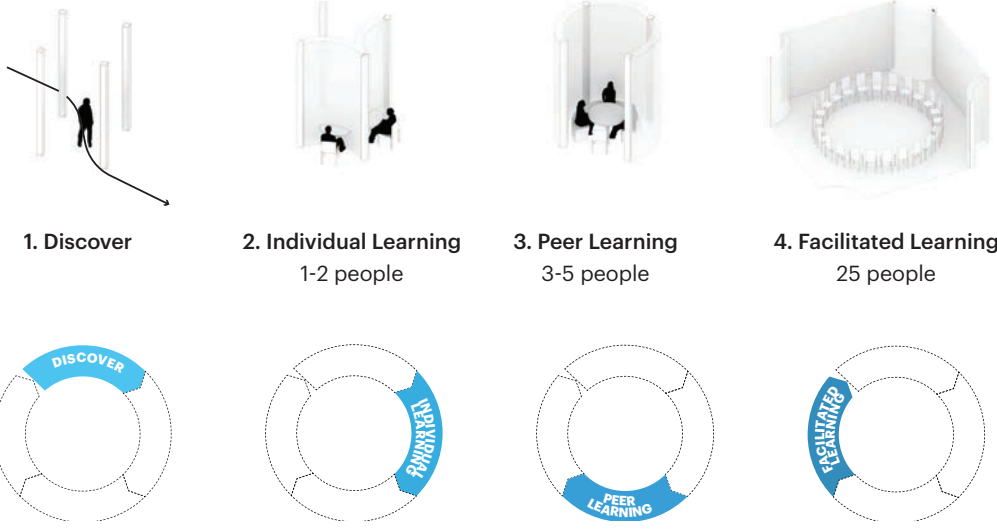 1. Discover
2. Individual Learning
1-2 people
3. Peer Learning
3-5 people
4. Facilitated Learning
25 people
DISCOVER
INDIVIDUAL
LEARNING
PEER
LEARNING
FACILITATED
LEARNING